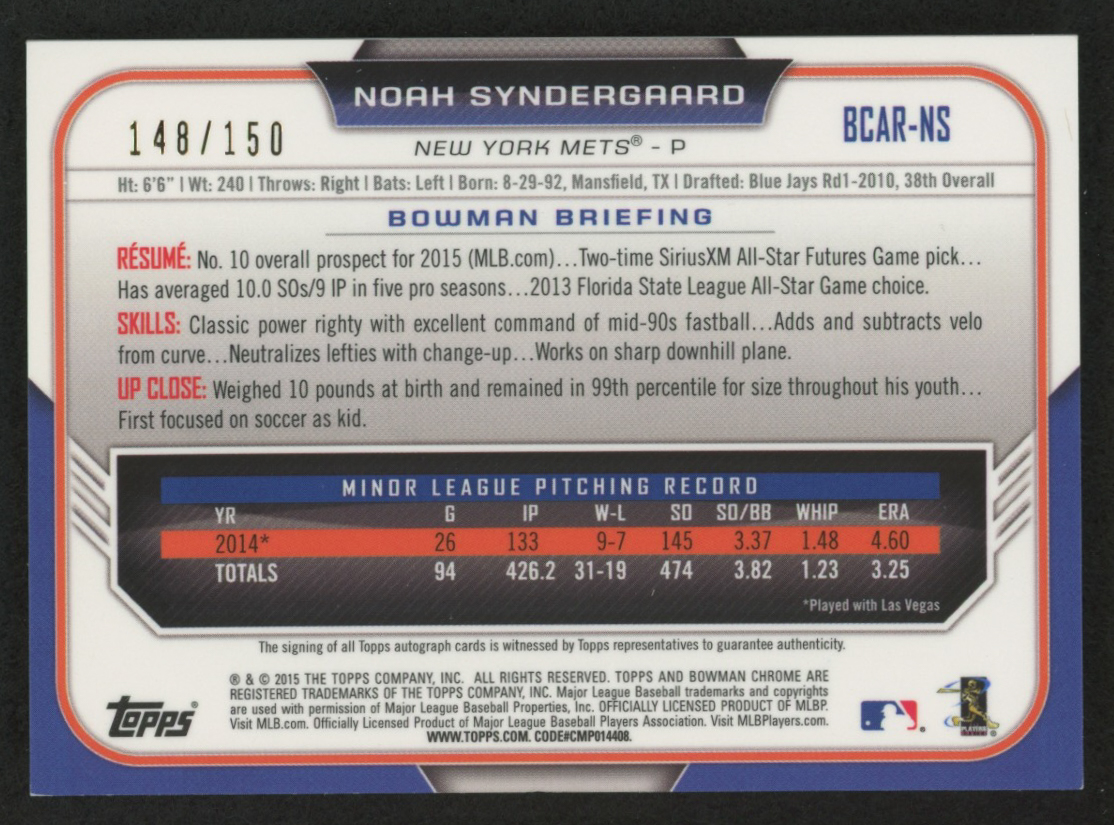 NOAH SYNDERGAARD
148/150
BCAR-NS
NEW YORK METS® - P
Ht: 6'6" | Wt: 240 | Throws: Right | Bats: Left | Born: 8-29-92, Mansfield, TX | Drafted: Blue Jays Rd1-2010, 38th Overall
BOWMAN BRIEFING
RÉSUMÉ: No. 10 overall prospect for 2015 (MLB.com)...Two-time SiriusXM All-Star Futures Game pick...
Has averaged 10.0 SOs/9 IP in five pro seasons...2013 Florida State League All-Star Game choice.
SKILLS: Classic power righty with excellent command of mid-90s fastball...Adds and subtracts velo
from curve...Neutralizes lefties with change-up...Works on sharp downhill plane.
UP CLOSE: Weighed 10 pounds at birth and remained in 99th percentile for size throughout his youth...
First focused on soccer as kid.
MINOR LEAGUE PITCHING RECORD
YR G IP W-L SO SO/BB WHIP ERA
2014* 26 133 9-7 145 3.37 1.48 4.60
TOTALS 94 426.2 31-19 474 3.82 1.23 3.25
*Played with Las Vegas
The signing of all Topps autograph cards is witnessed by Topps representatives to guarantee authenticity.
® & © 2015 THE TOPPS COMPANY, INC. ALL RIGHTS RESERVED. TOPPS AND BOWMAN CHROME ARE
REGISTERED TRADEMARKS OF THE TOPPS COMPANY, INC. Major League Baseball trademarks and copyrights
are used with permission of Major League Baseball Properties, Inc. OFFICIALLY LICENSED PRODUCT OF MLBP.
Visit MLB.com. Officially Licensed Product of Major League Baseball Players Association. Visit MLBPlayers.com.
WWW.TOPPS.COM. CODE#CMP014408.
TOPPS®
PLAYERS